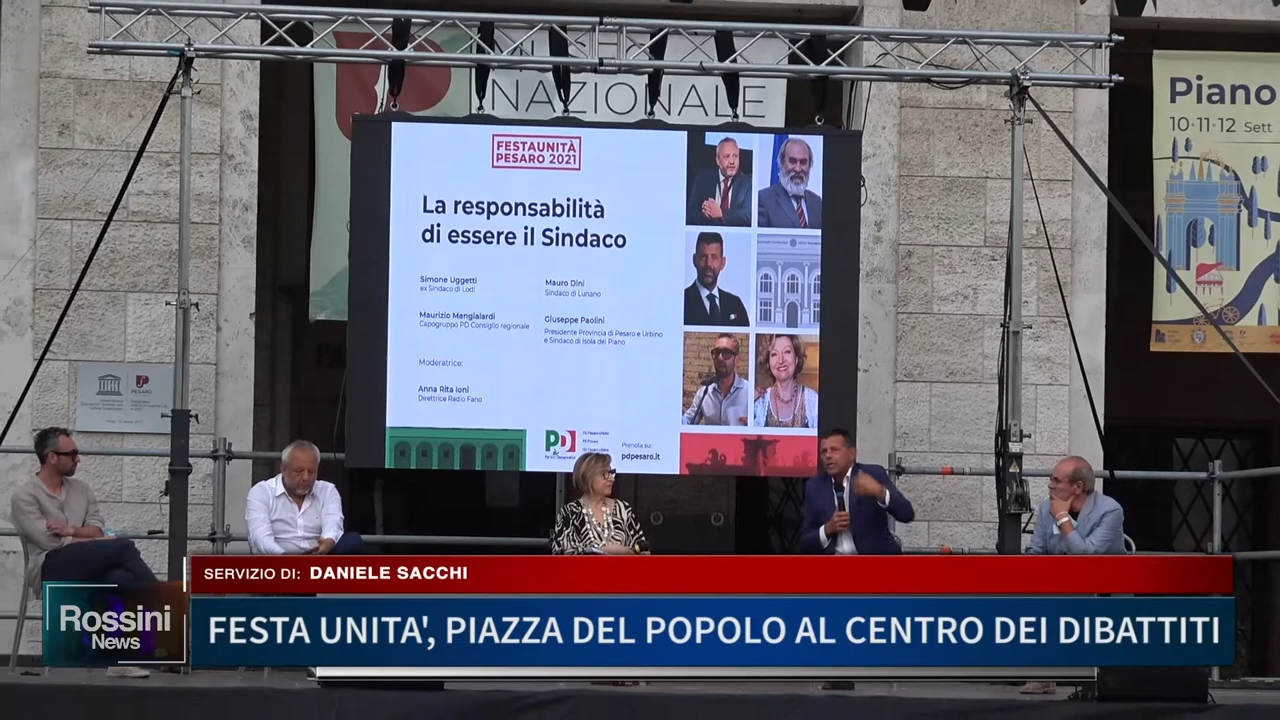 NAZIONALE
Piano
10•11•12 Sett
FESTAUNITÀ
PESARO 2021
La responsabilità
di essere il Sindaco
Simone Uggetti
ex Sindaco di Lodi
Mauro Dini
Sindaco di Lunano
Maurizio Mangialardi
Capogruppo PD Consiglio regionale
Giuseppe Paolini
Presidente Provincia di Pesaro e Urbino
e Sindaco di Isola del Piano
Moderatrice:
Anna Rita Ioni
Direttrice Radio Fano
PD
Prenota su:
pdpesaro.it
PESARO
SERVIZIO DI: DANIELE SACCHI
Rossini
News
FESTA UNITA', PIAZZA DEL POPOLO AL CENTRO DEI DIBATTITI